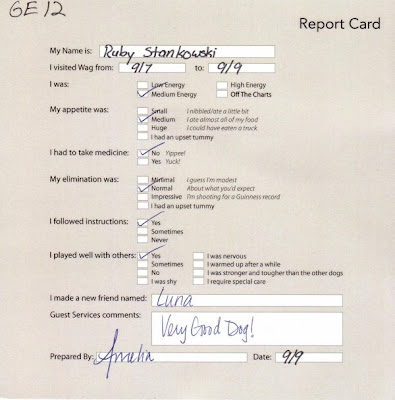 GE12
Report Card
My Name is: Ruby Stankowski
I visited Wag from: 9/7 to: 9/9
I was: Low Energy High Energy
Medium Energy Off The Charts
My appetite was: Small I nibbled/ate a little bit
Medium I ate almost all of my food
Huge I could have eaten a truck
I had an upset tummy
I had to take medicine: No Yippee!
Yes Yuck!
My elimination was: Minimal I guess I'm modest
Normal About what you'd expect
Impressive I'm shooting for a Guinness record
I had an upset tummy
I followed instructions: Yes
Sometimes
Never
I played well with others: Yes I was nervous
Sometimes I warmed up after a while
No I was stronger and tougher than the other dogs
I was shy I require special care
I made a new friend named: Luna
Guest Services comments: Very Good Dog!
Prepared By: Amelia Date: 9/9